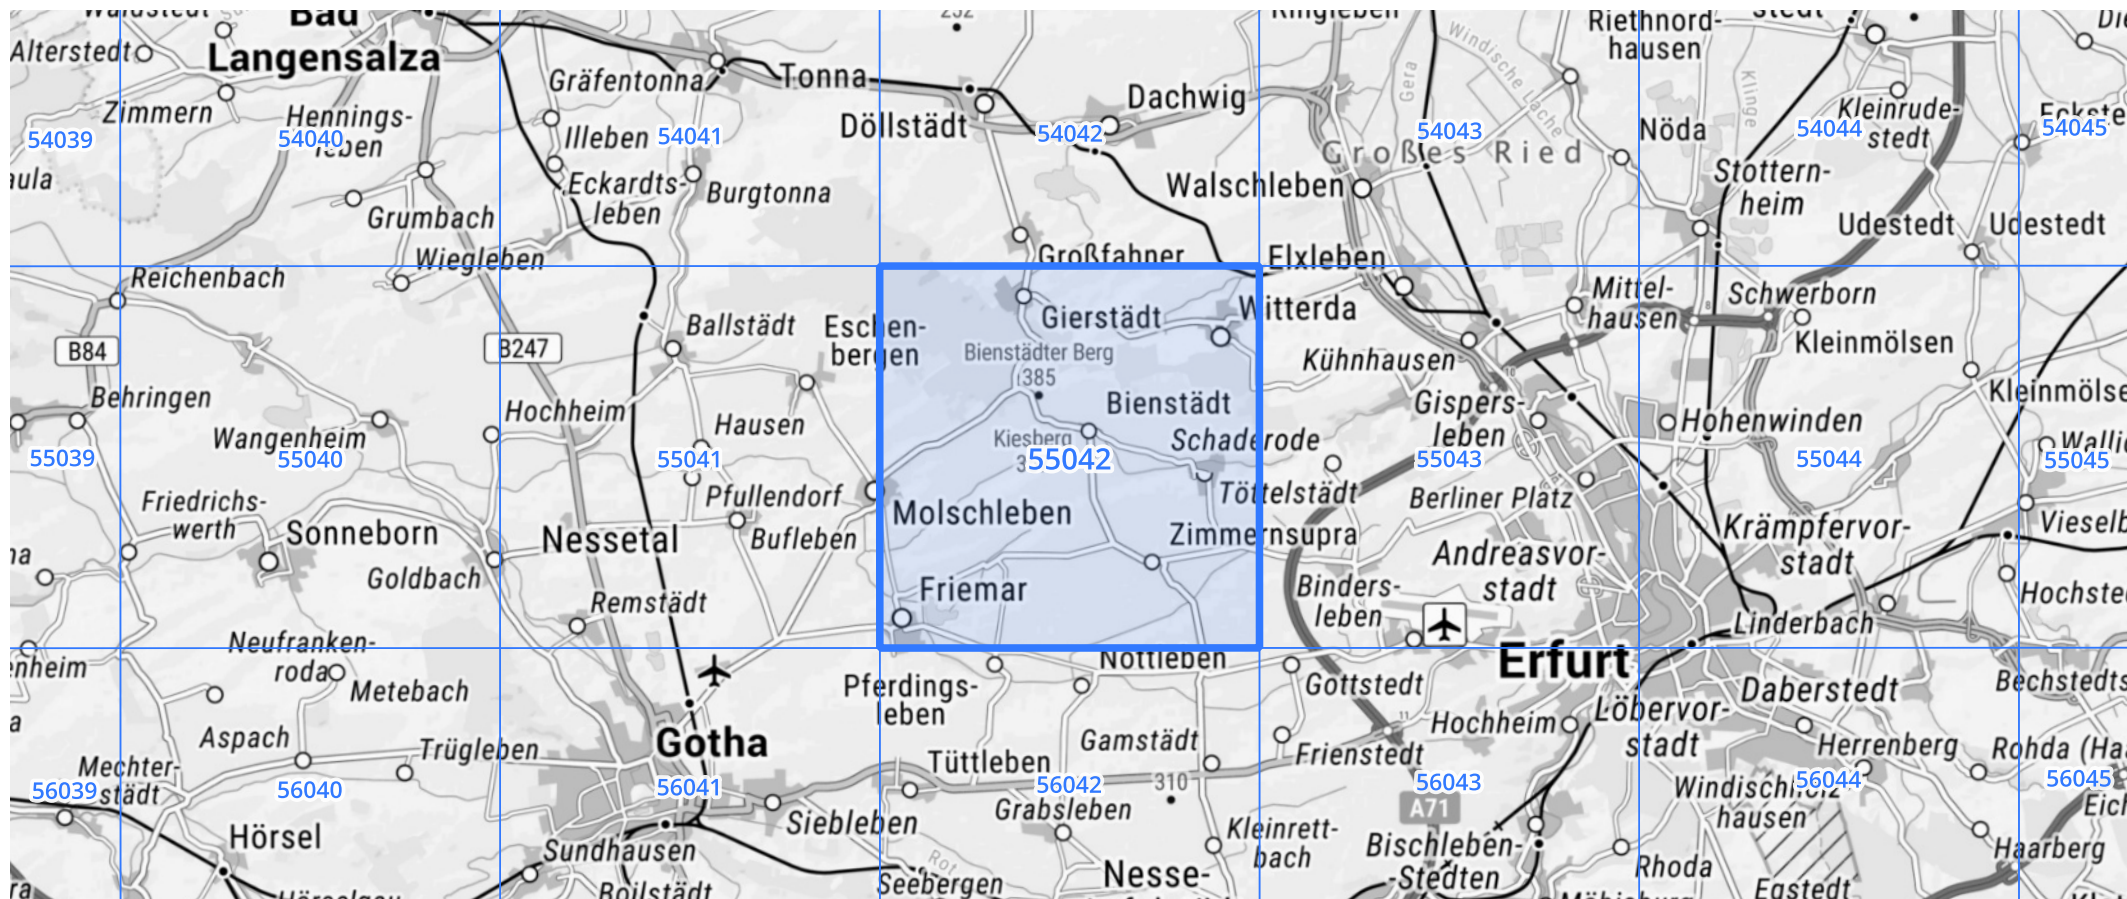 Bad
Langensalza
Alterstedt
Zimmern
Hennings-
leben
54039
54040
54041
54042
54043
54044
54045
Gräfentonna
Tonna
Illeben
Eckardts-
leben
Burgtonna
Grumbach
Wiegleben
Döllstädt
Dachwig
Walschleben
Großfahner
Elxleben
Gera
Windische Lache
Großes Ried
Riethnord-
hausen
Nöda
Klinge
Kleinrude-
stedt
Stottern-
heim
Udestedt
Udestedt
Reichenbach
B84
B247
Ballstädt
Eschen-
bergen
Gierstädt
Witterda
Bienstädter Berg
385
Kühnhausen
Mittel-
hausen
Schwerborn
Kleinmölsen
Behringen
Wangenheim
Hochheim
Hausen
Bienstädt
Kiesberg
Schaderode
Gispers-
leben
Hohenwinden
55039
55040
55041
55042
55043
55044
55045
Friedrichs-
werth
Sonneborn
Goldbach
Nessetal
Pfullendorf
Bufleben
Molschleben
Töttelstädt
Zimmernsupra
Berliner Platz
Andreasvor-
stadt
Krämpfervor-
stadt
Remstädt
Friemar
Binders-
leben
Linderbach
Erfurt
Neufranken-
roda
Metebach
Aspach
Trügleben
Gotha
Pferdings-
leben
Nottleben
Gottstedt
Hochheim
Löbervor-
stadt
Daberstedt
Mechter-
städt
Tüttleben
Gamstädt
310
Frienstedt
11
Herrenberg
56039
56040
56041
56042
56043
56044
56045
Grabsleben
A71
Windischholz-
hausen
Hörsel
Sundhausen
Siebleben
Kleinrett-
bach
Bischleben-
-Stedten
Rhoda
Haarberg
Boilstädt
Seebergen
Nesse-
Egstedt